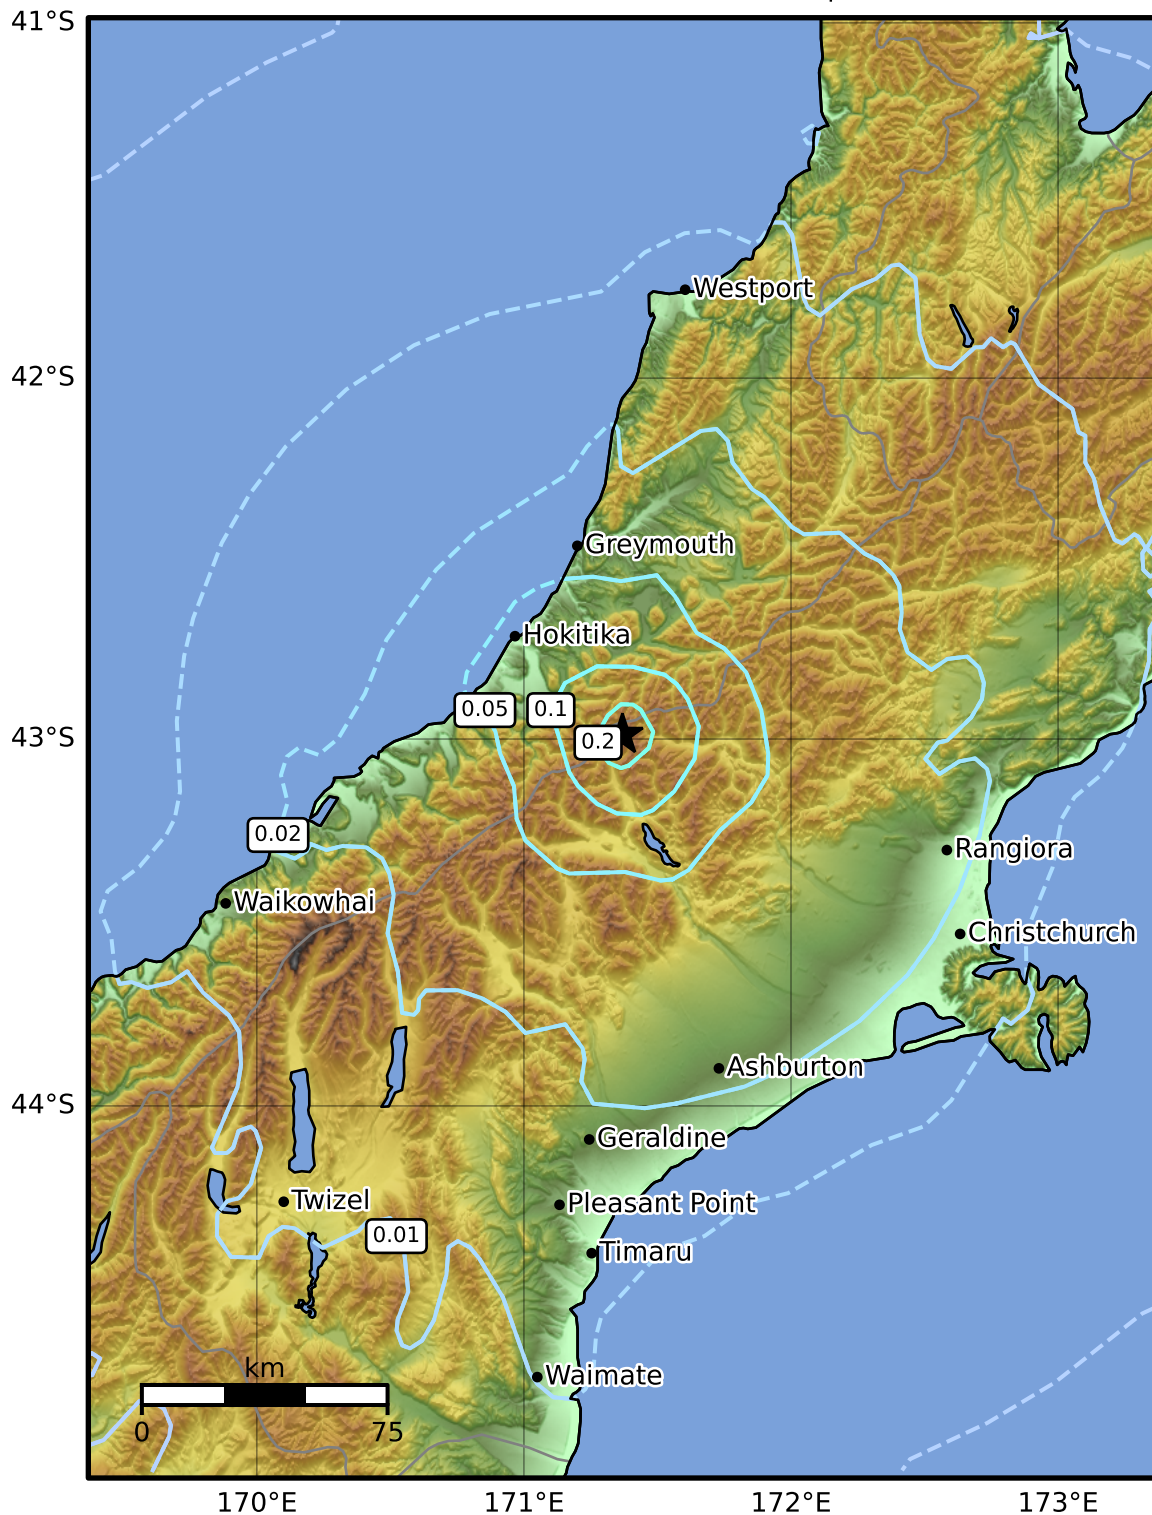 41°S
Westport
42°S
Greymouth
Hokitika
0.05
0.1
0.2
43°S
0.02
Rangiora
Waikowhai
Christchurch
Ashburton
44°S
Geraldine
Twizel
Pleasant Point
0.01
Timaru
km
Waimate
0
75
170°E
171°E
172°E
173°E